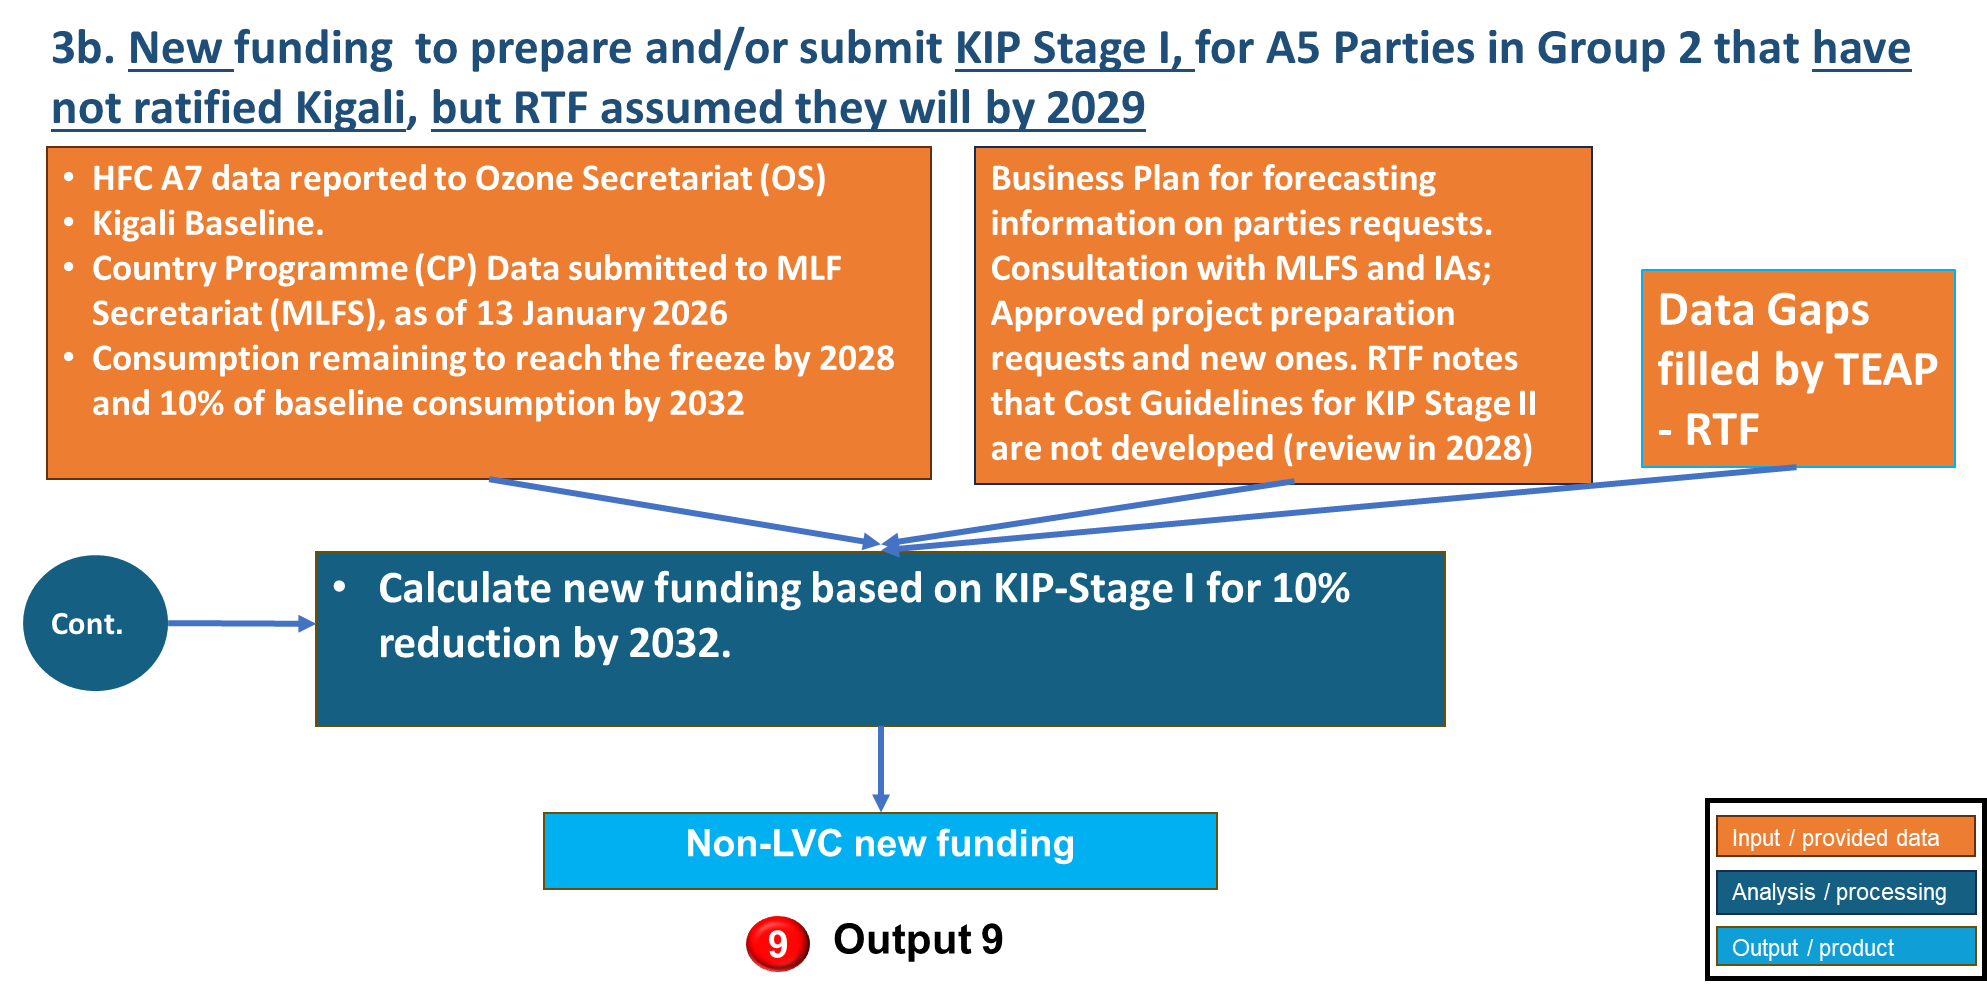 3b. New funding  to prepare and/or submit KIP Stage I, for A5 Parties in Group 2 that have
not ratified Kigali, but RTF assumed they will by 2029
• HFC A7 data reported to Ozone Secretariat (OS)
• Kigali Baseline.
• Country Programme (CP) Data submitted to MLF
Secretariat (MLFS), as of 13 January 2026
• Consumption remaining to reach the freeze by 2028
and 10% of baseline consumption by 2032
Business Plan for forecasting
information on parties requests.
Consultation with MLFS and IAs;
Approved project preparation
requests and new ones. RTF notes
that Cost Guidelines for KIP Stage II
are not developed (review in 2028)
Data Gaps
filled by TEAP
- RTF
Cont.
• Calculate new funding based on KIP-Stage I for 10%
reduction by 2032.
Non-LVC new funding
9 Output 9
Input / provided data
Analysis / processing
Output / product